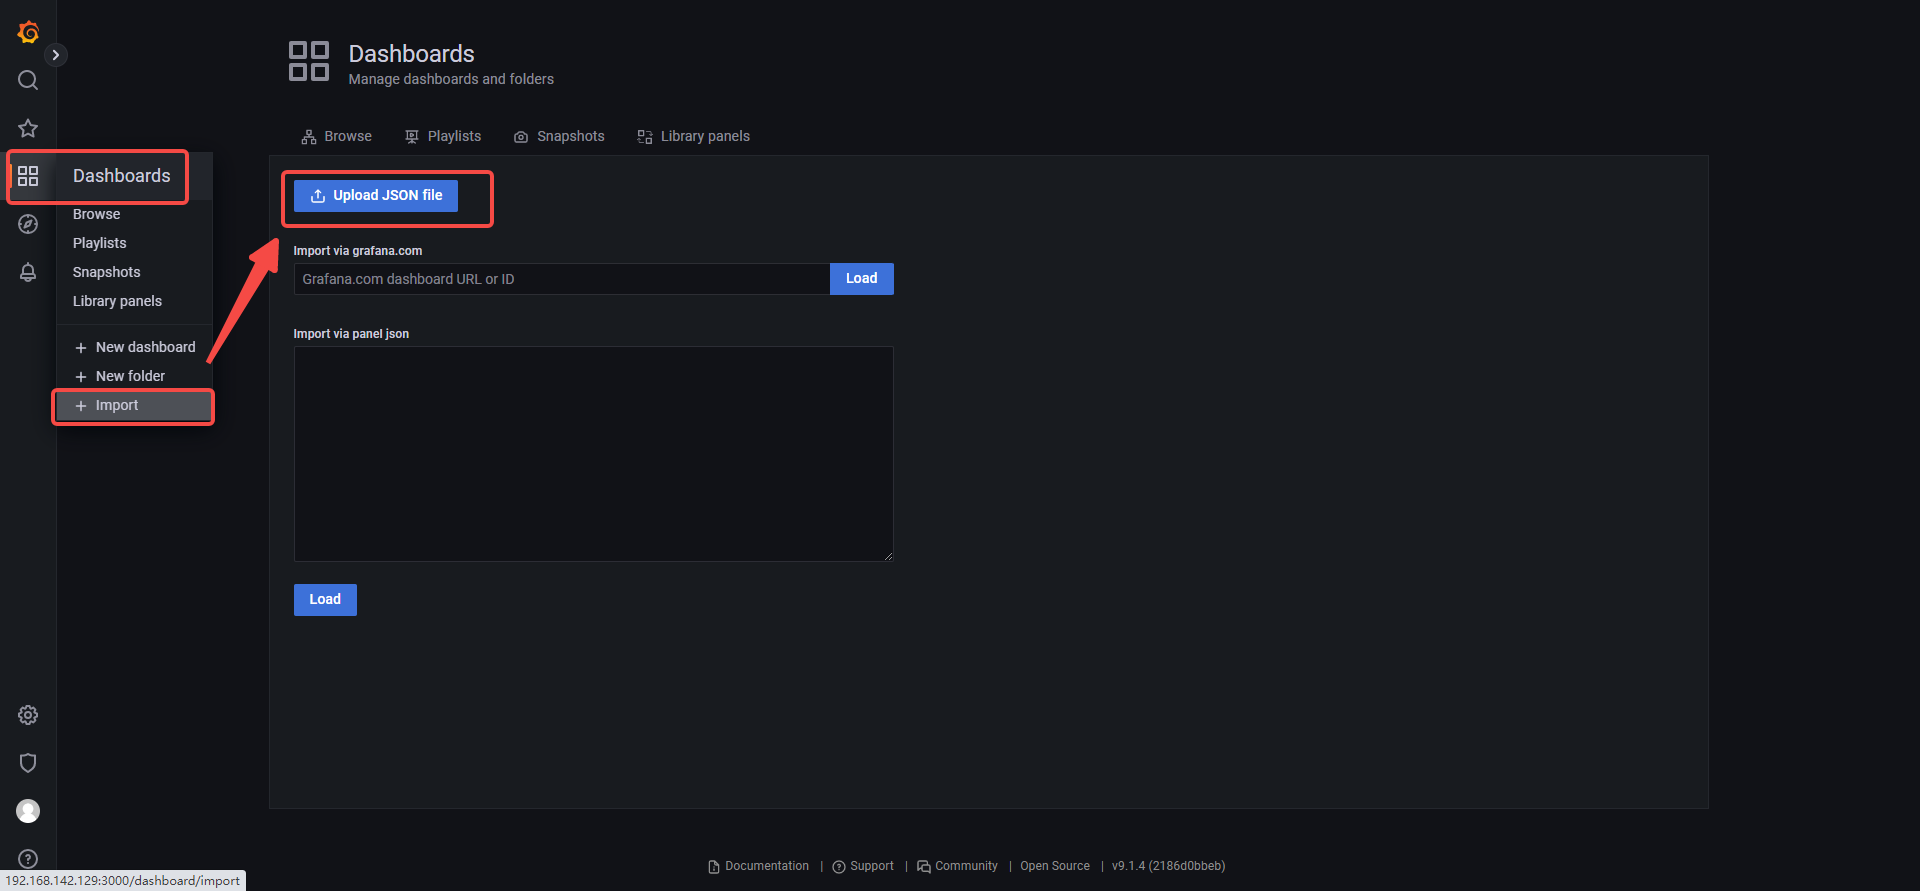 Dashboards
Manage dashboards and folders
Browse
Playlists
Snapshots
Library panels
Dashboards
Browse
Playlists
Snapshots
Library panels
New dashboard
New folder
Import
Upload JSON file
Import via grafana.com
Grafana.com dashboard URL or ID
Load
Import via panel json
Load
Documentation | Support | Community | Open Source | v9.1.4 (2186d0bbeb)
192.168.142.129:3000/dashboard/import